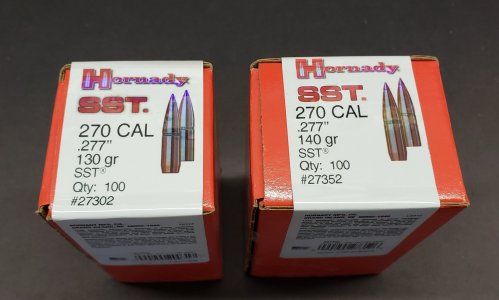 Hornady
SST.
270 CAL
.277"
130 gr
SST®
Qty: 100
#27302
Hornady
SST.
270 CAL
.277"
140 gr
SST®
Qty: 100
#27352